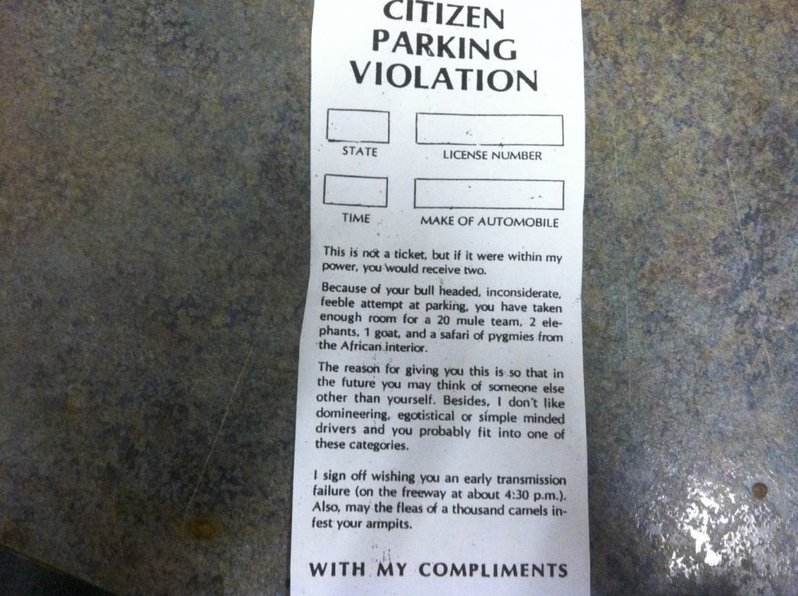 CITIZEN
PARKING
VIOLATION
STATE
LICENSE NUMBER
TIME
MAKE OF AUTOMOBILE
This is not a ticket, but if it were within my
power, you would receive two.
Because of your bull headed, inconsiderate,
feeble attempt at parking, you have taken
enough room for a 20 mule team, 2 ele-
phants, 1 goat, and a safari of pygmies from
the African interior.
The reason for giving you this is so that in
the future you may think of someone else
other than yourself. Besides, I don't like
domineering, egotistical or simple minded
drivers and you probably fit into one of
these categories.
I sign off wishing you an early transmission
failure (on the freeway at about 4:30 p.m.).
Also, may the fleas of a thousand camels in-
fest your armpits.
WITH MY COMPLIMENTS